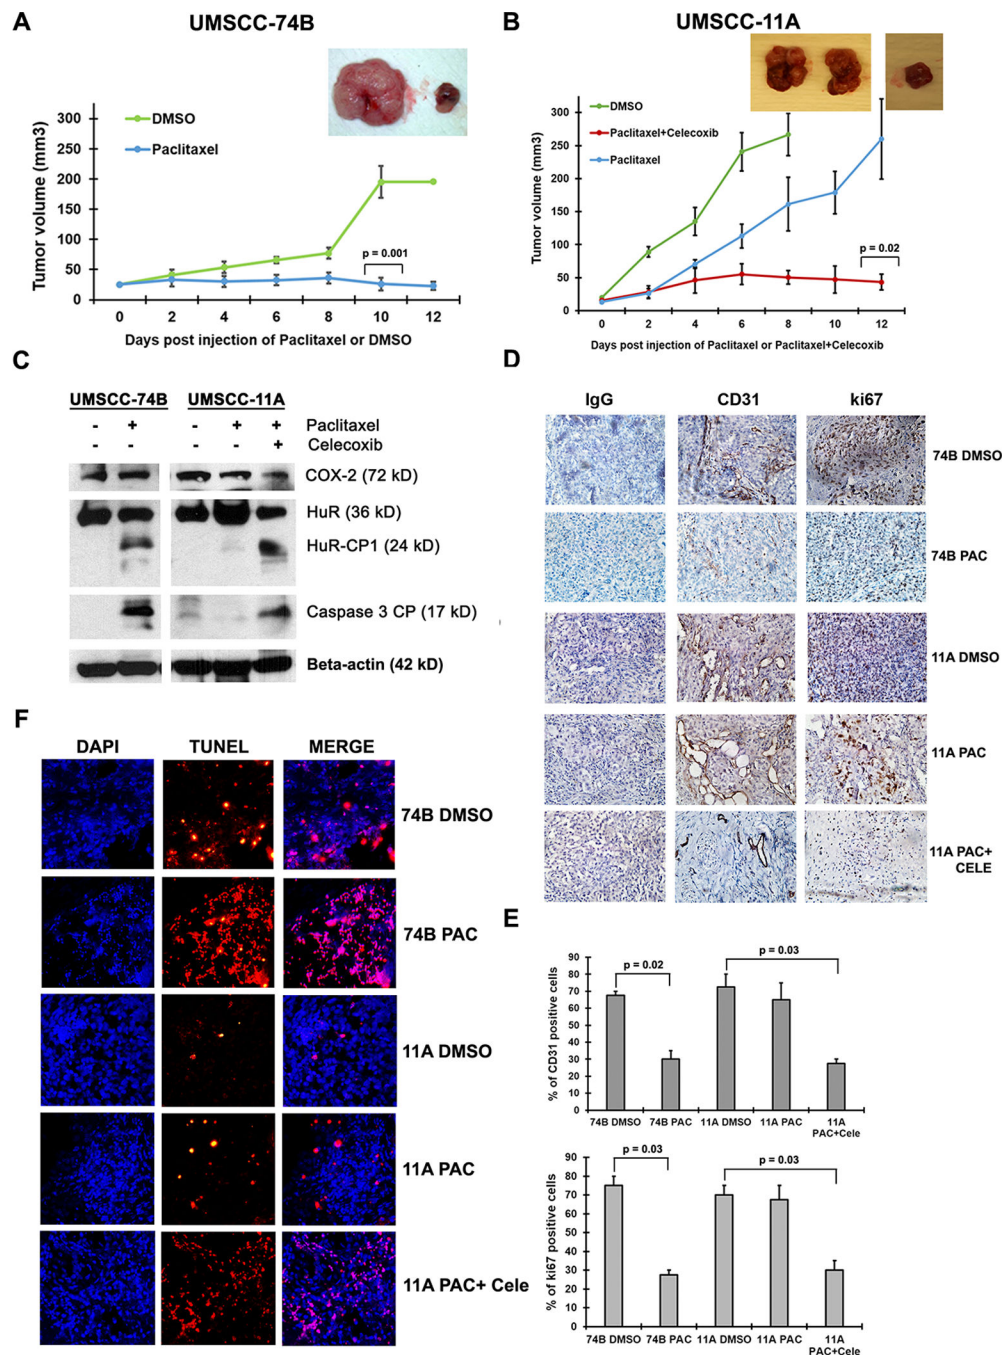 A
UMSCC-74B
300
250
200
150
100
50
0
Tumor volume (mm3)
DMSO
Paclitaxel
p = 0.001
0 2 4 6 8 10 12
Days post injection of Paclitaxel or DMSO
B
UMSCC-11A
300
250
200
150
100
50
0
Tumor volume (mm3)
DMSO
Paclitaxel+Celecoxib
Paclitaxel
p = 0.02
0 2 4 6 8 10 12
Days post injection of Paclitaxel or Paclitaxel+Celecoxib
C
UMSCC-74B UMSCC-11A
- + - + + Paclitaxel
- - - - + Celecoxib
COX-2 (72 kD)
HuR (36 kD)
HuR-CP1 (24 kD)
Caspase 3 CP (17 kD)
Beta-actin (42 kD)
D
IgG CD31 ki67
74B DMSO
74B PAC
11A DMSO
11A PAC
11A PAC+
CELE
E
90
80
70
60
50
40
30
20
10
0
% of CD31 positive cells
p = 0.02
p = 0.03
74B DMSO 74B PAC 11A DMSO 11A PAC 11A
PAC+Cele
90
80
70
60
50
40
30
20
10
0
% of ki67 positive cells
p = 0.03
p = 0.03
74B DMSO 74B PAC 11A DMSO 11A PAC 11A
PAC+Cele
F
DAPI TUNEL MERGE
74B DMSO
74B PAC
11A DMSO
11A PAC
11A PAC+ Cele